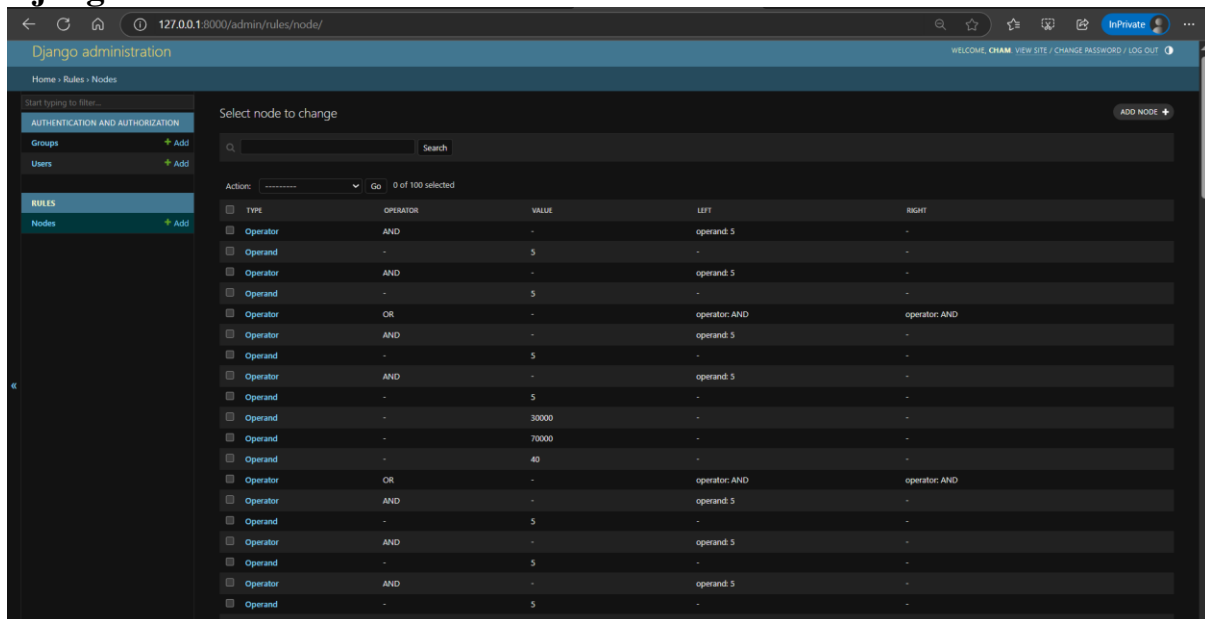 127.0.0.1:8000/admin/rules/node/
InPrivate
Django administration
WELCOME, CHAM. VIEW SITE / CHANGE PASSWORD / LOG OUT
Home › Rules › Nodes
Start typing to filter...
AUTHENTICATION AND AUTHORIZATION
Groups + Add
Users + Add
RULES
Nodes + Add
«
Select node to change
ADD NODE +
Search
Action: --------- Go 0 of 100 selected
TYPE OPERATOR VALUE LEFT RIGHT
Operator AND - operand: 5 -
Operand - 5 - -
Operator AND - operand: 5 -
Operand - 5 - -
Operator OR - operator: AND operator: AND
Operator AND - operand: 5 -
Operand - 5 - -
Operator AND - operand: 5 -
Operand - 5 - -
Operand - 30000 - -
Operand - 70000 - -
Operand - 40 - -
Operator OR - operator: AND operator: AND
Operator AND - operand: 5 -
Operand - 5 - -
Operator AND - operand: 5 -
Operand - 5 - -
Operator AND - operand: 5 -
Operand - 5 - -